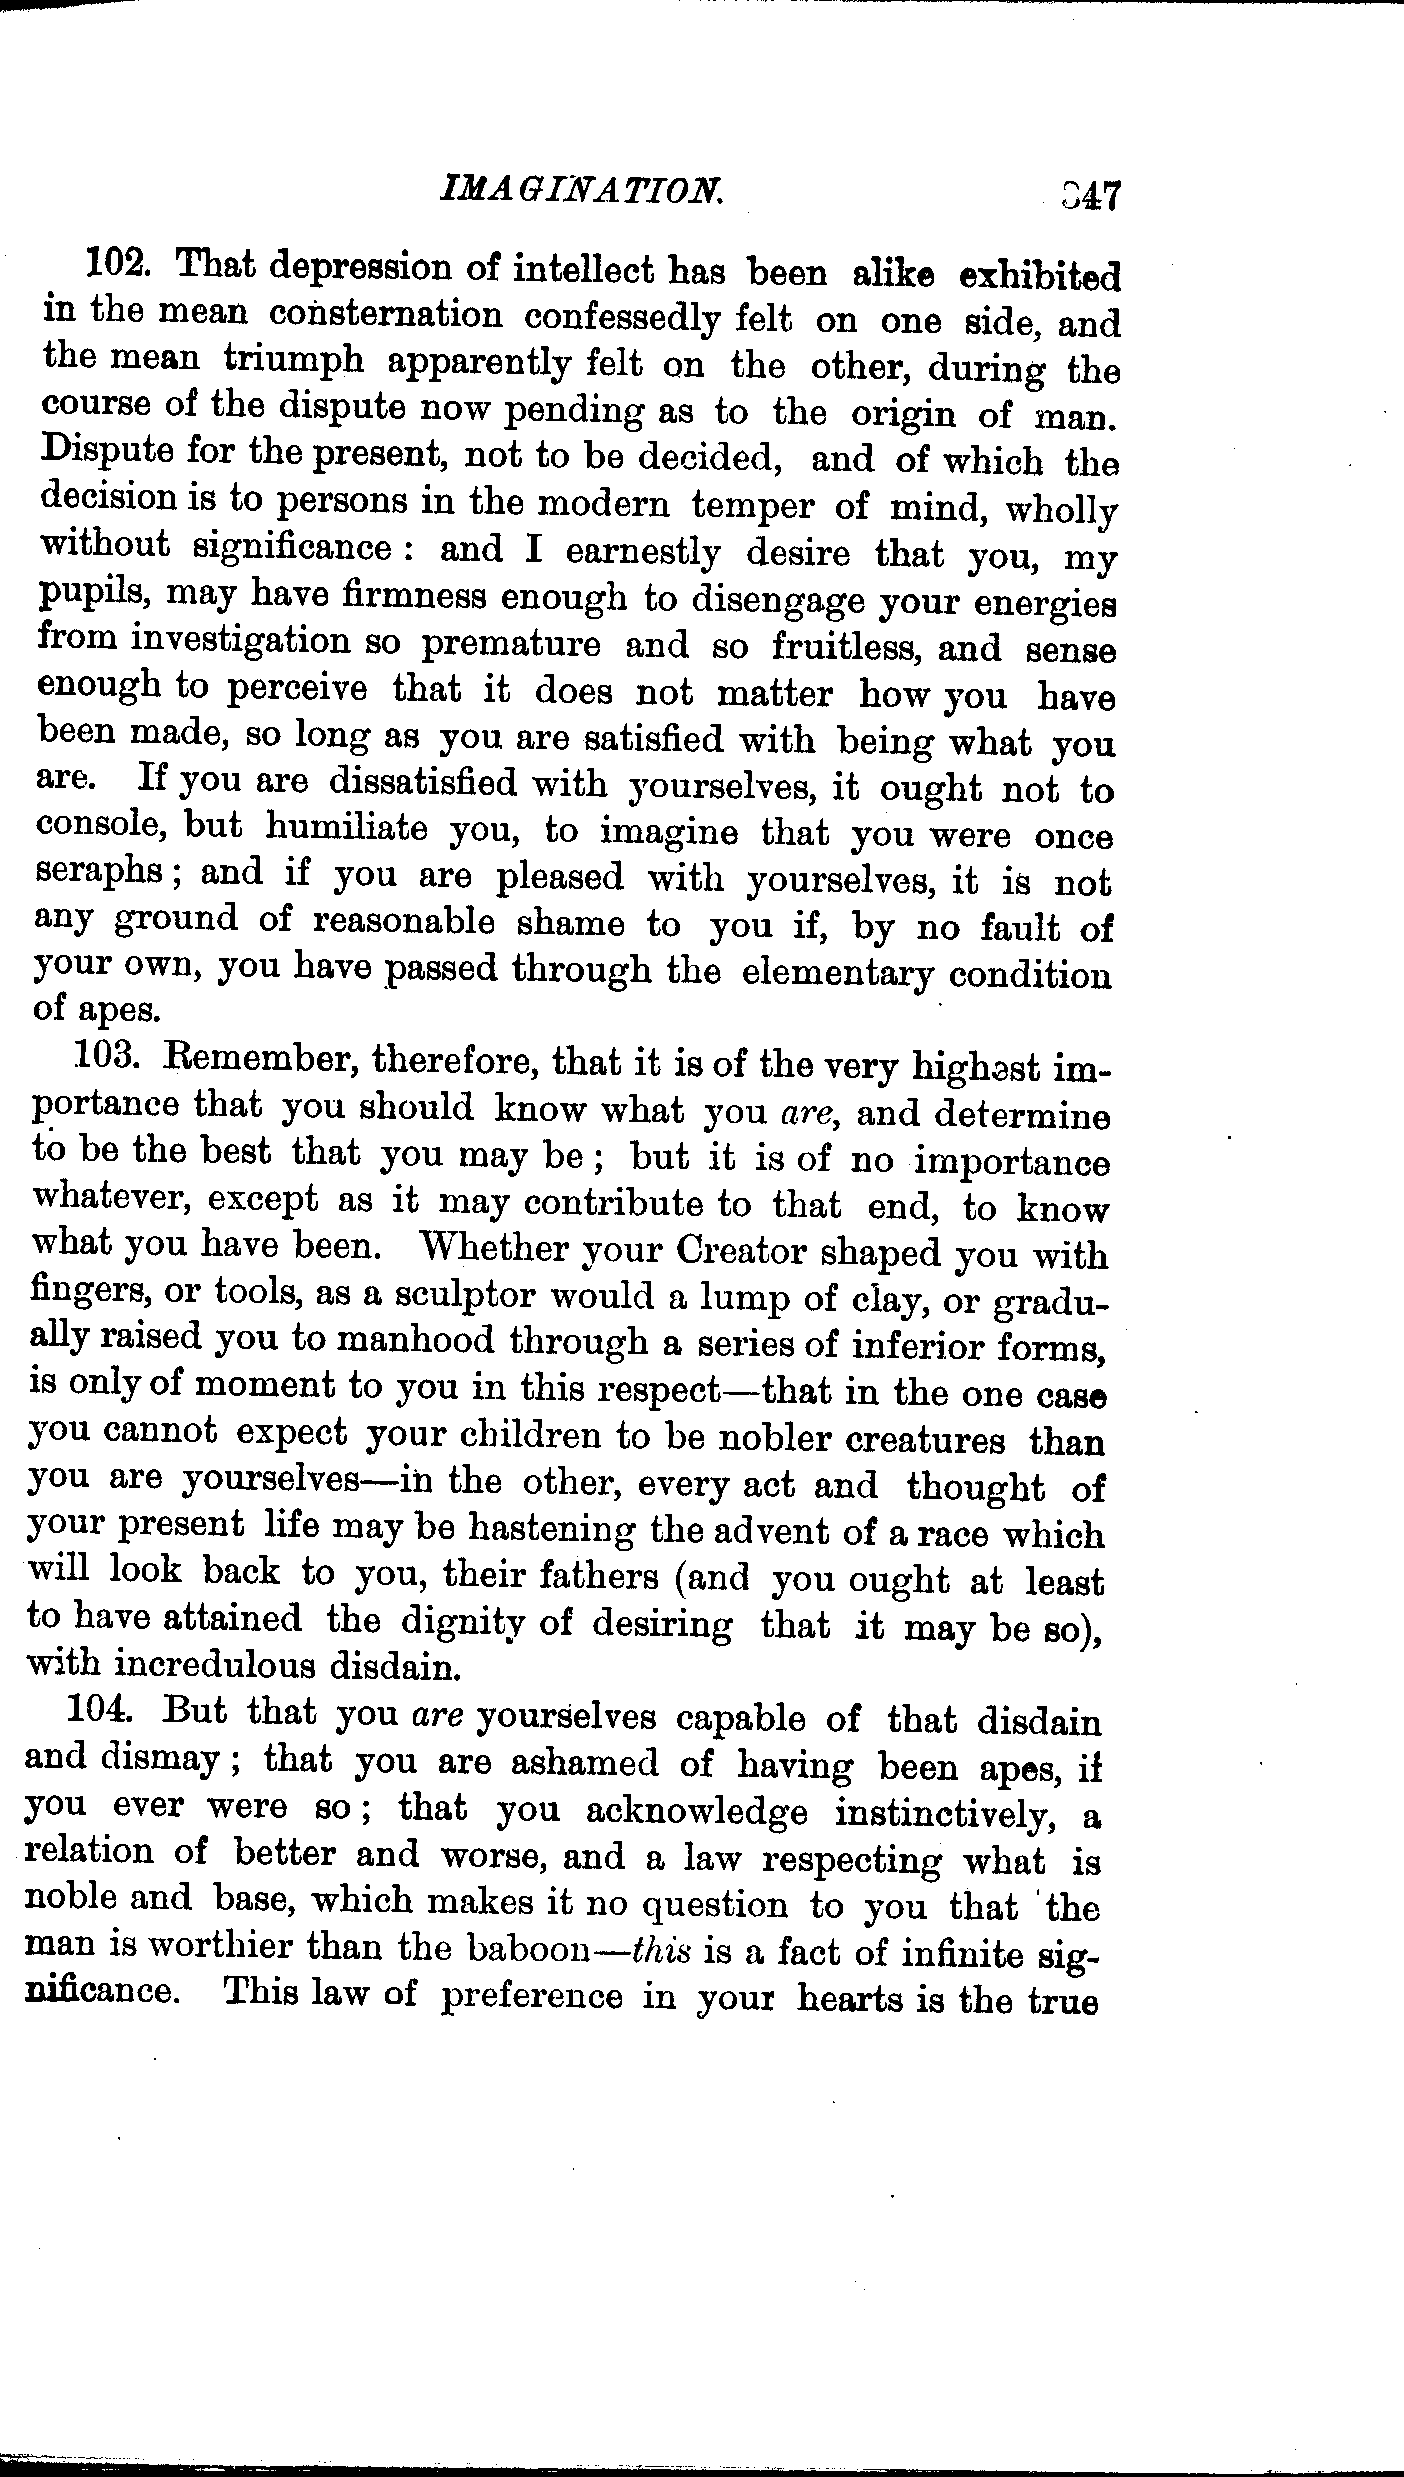 IMAGINATION. 347
102. That depression of intellect has been alike exhibited
in the mean consternation confessedly felt on one side, and
the mean triumph apparently felt on the other, during the
course of the dispute now pending as to the origin of man.
Dispute for the present, not to be decided, and of which the
decision is to persons in the modern temper of mind, wholly
without significance : and I earnestly desire that you, my
pupils, may have firmness enough to disengage your energies
from investigation so premature and so fruitless, and sense
enough to perceive that it does not matter how you have
been made, so long as you are satisfied with being what you
are. If you are dissatisfied with yourselves, it ought not to
console, but humiliate you, to imagine that you were once
seraphs ; and if you are pleased with yourselves, it is not
any ground of reasonable shame to you if, by no fault of
your own, you have passed through the elementary condition
of apes.
103. Remember, therefore, that it is of the very highest im-
portance that you should know what you are, and determine
to be the best that you may be ; but it is of no importance
whatever, except as it may contribute to that end, to know
what you have been. Whether your Creator shaped you with
fingers, or tools, as a sculptor would a lump of clay, or gradu-
ally raised you to manhood through a series of inferior forms,
is only of moment to you in this respect—that in the one case
you cannot expect your children to be nobler creatures than
you are yourselves—in the other, every act and thought of
your present life may be hastening the advent of a race which
will look back to you, their fathers (and you ought at least
to have attained the dignity of desiring that it may be so),
with incredulous disdain.
104. But that you are yourselves capable of that disdain
and dismay ; that you are ashamed of having been apes, if
you ever were so ; that you acknowledge instinctively, a
relation of better and worse, and a law respecting what is
noble and base, which makes it no question to you that the
man is worthier than the baboon—this is a fact of infinite sig-
nificance. This law of preference in your hearts is the true